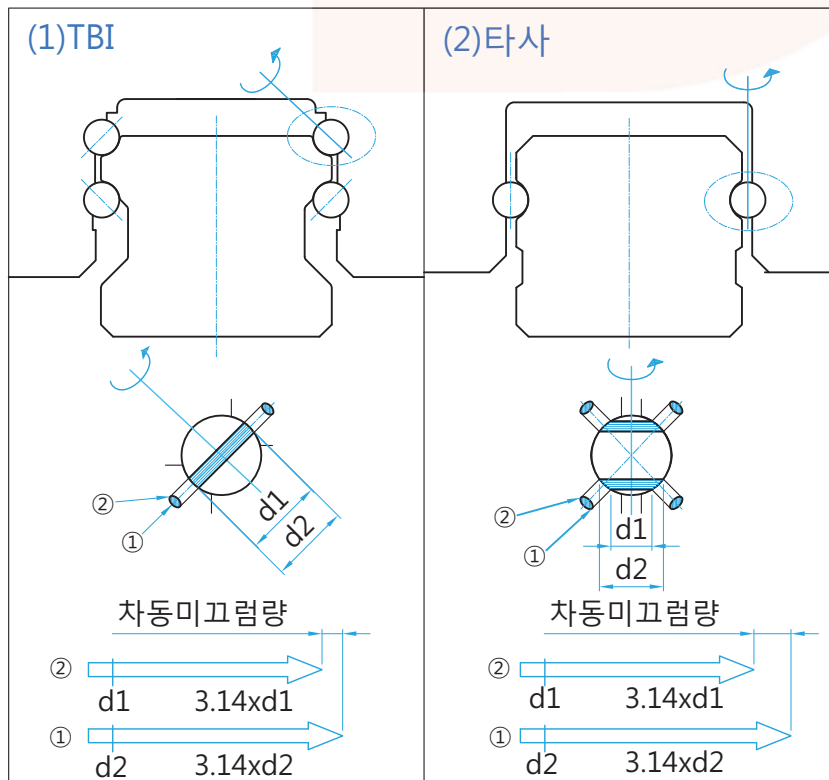 (1)TBI
②
①
d1
d2
차동미끄럼량
②
d1 3.14xd1
①
d2 3.14xd2
(2)타사
②
①
d1
d2
차동미끄럼량
②
d1 3.14xd1
①
d2 3.14xd2